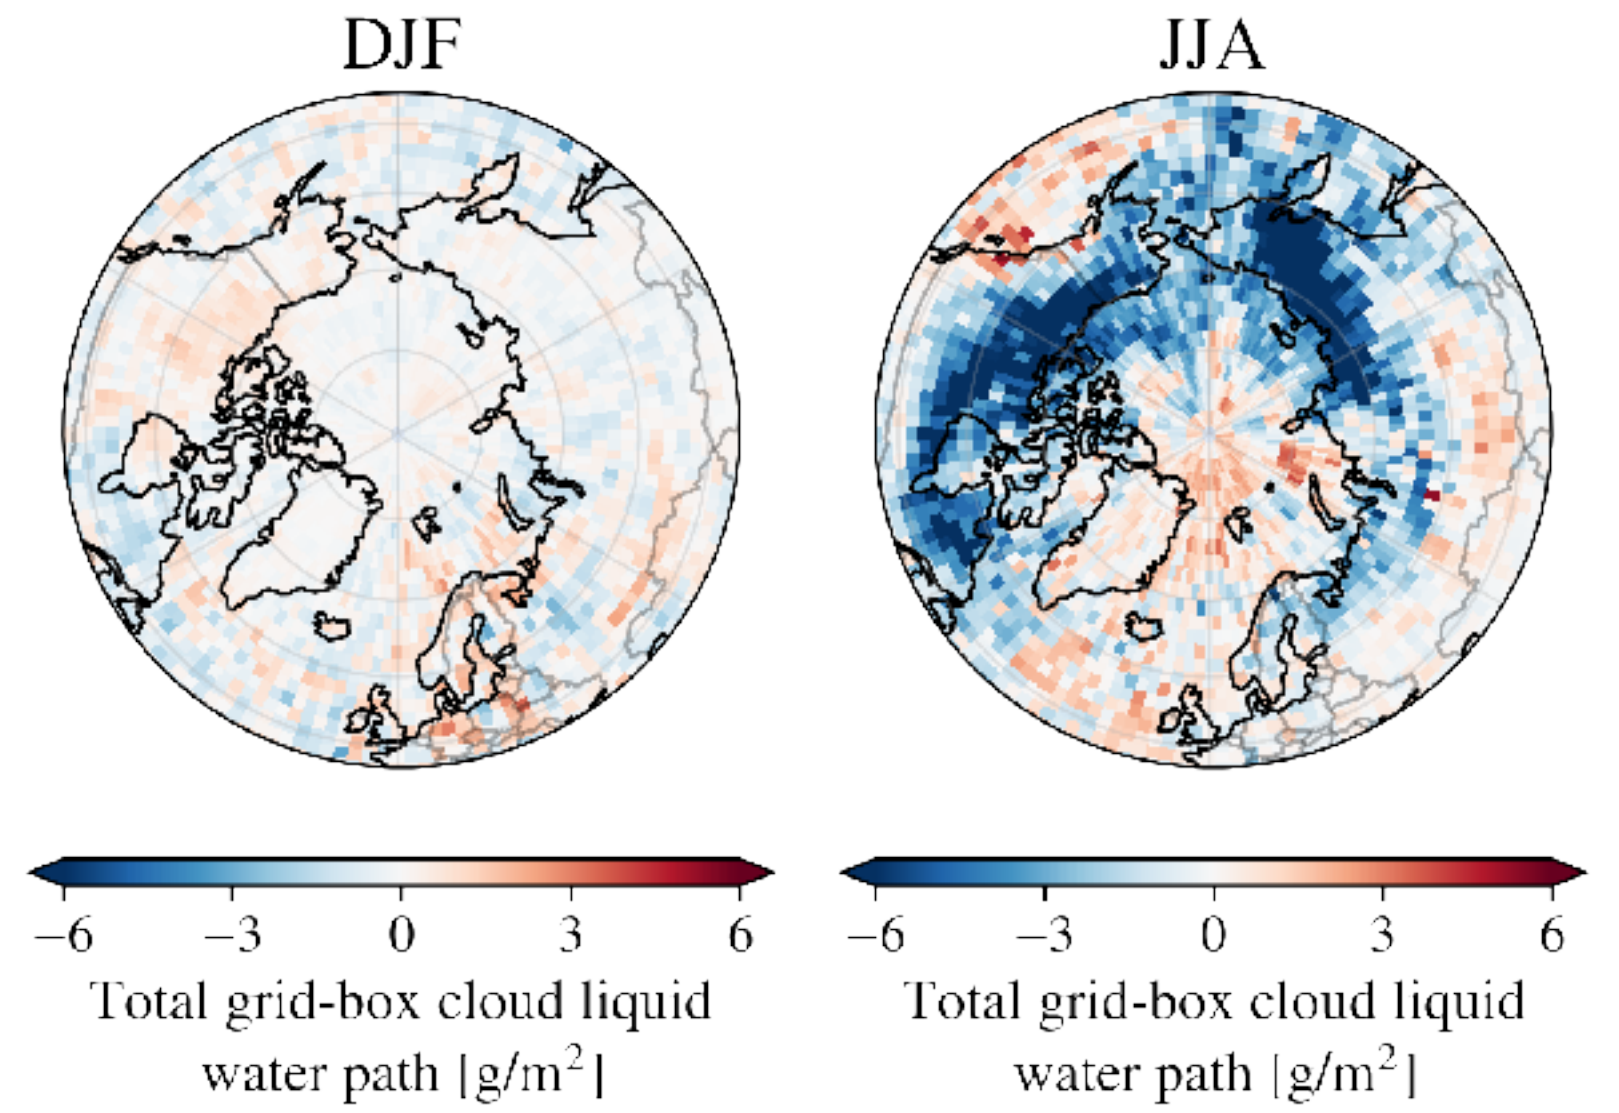 DJF
JJA
−6 −3 0 3 6
Total grid-box cloud liquid
water path [g/m²]
−6 −3 0 3 6
Total grid-box cloud liquid
water path [g/m²]